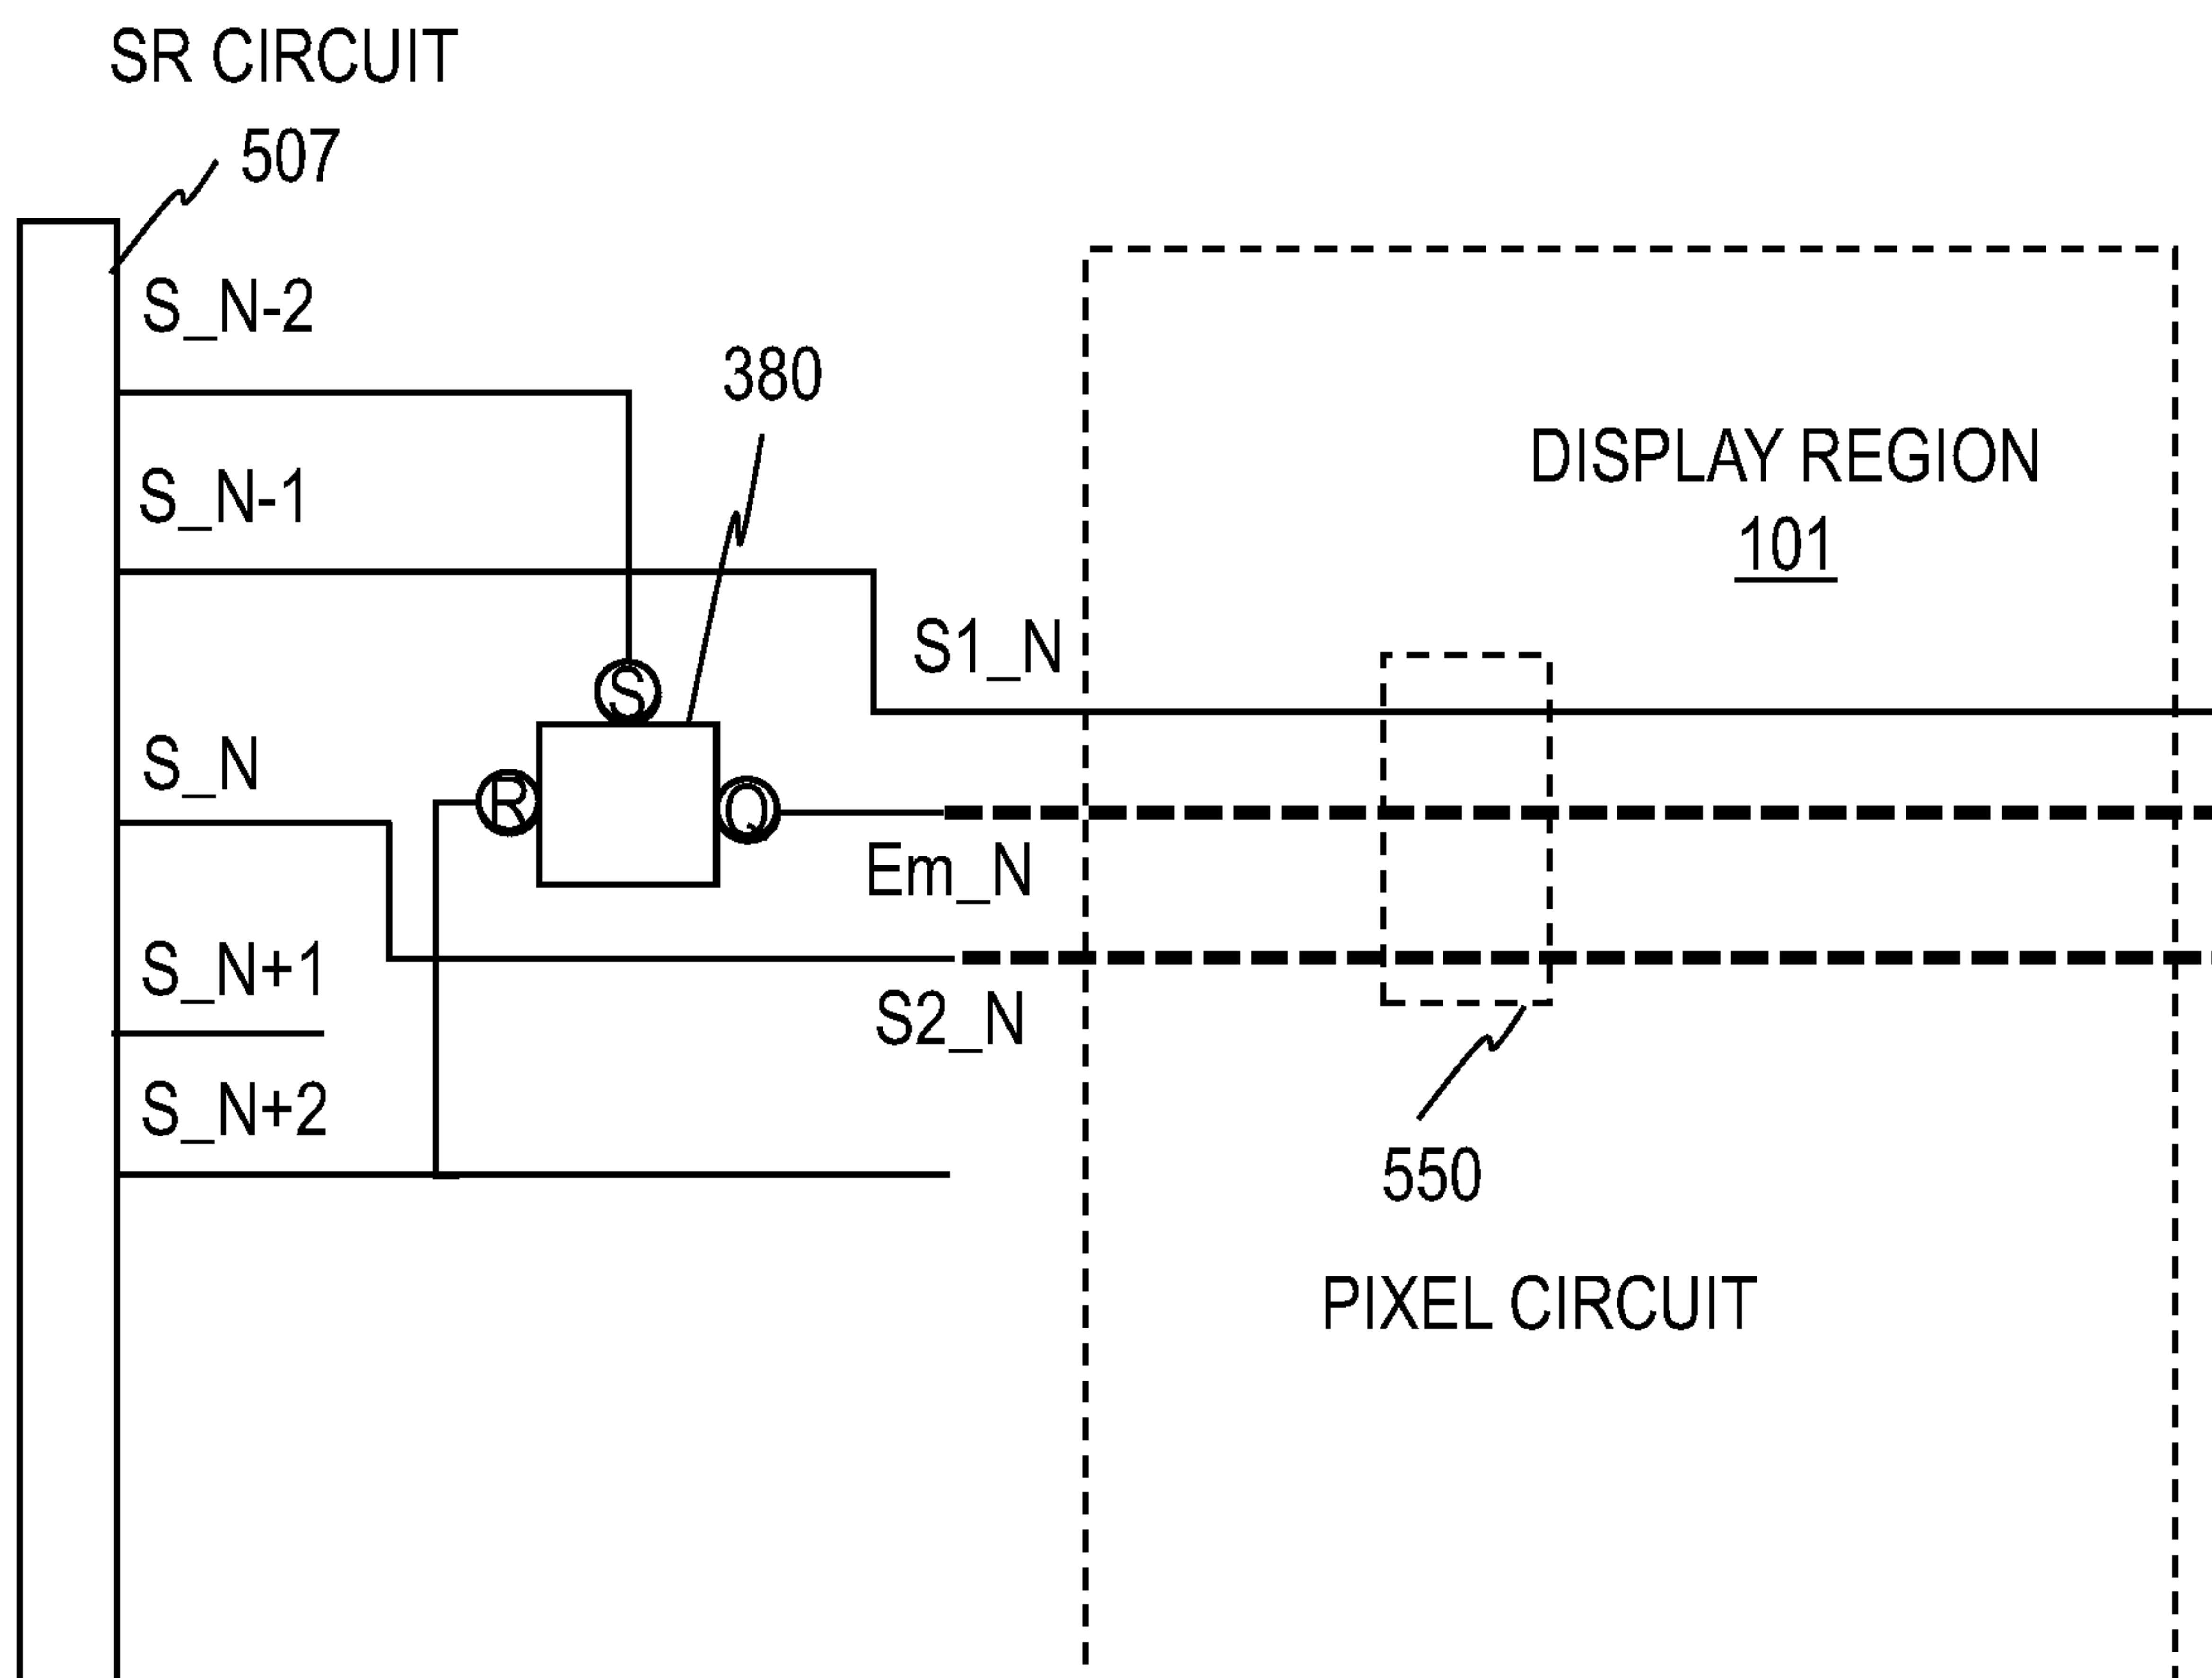 SR CIRCUIT
507
S_N-2
380
S_N-1
DISPLAY REGION
101
S1_N
S
S_N
R
Q
Em_N
S_N+1
S2_N
S_N+2
550
PIXEL CIRCUIT